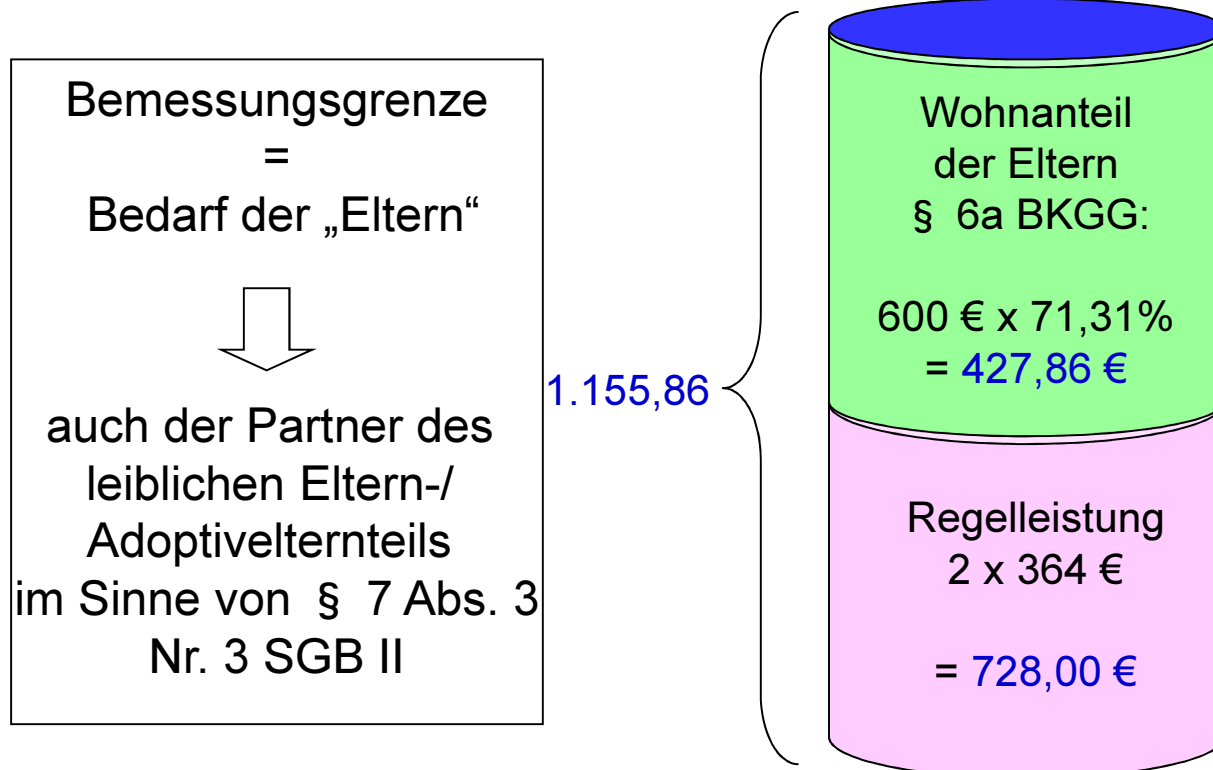 Bemessungsgrenze
=
Bedarf der „Eltern“
auch der Partner des
leiblichen Eltern-/
Adoptivelternteils
im Sinne von § 7 Abs. 3
Nr. 3 SGB II
1.155,86
Wohnanteil
der Eltern
§ 6a BKGG:
600 € x 71,31%
= 427,86 €
Regelleistung
2 x 364 €
= 728,00 €